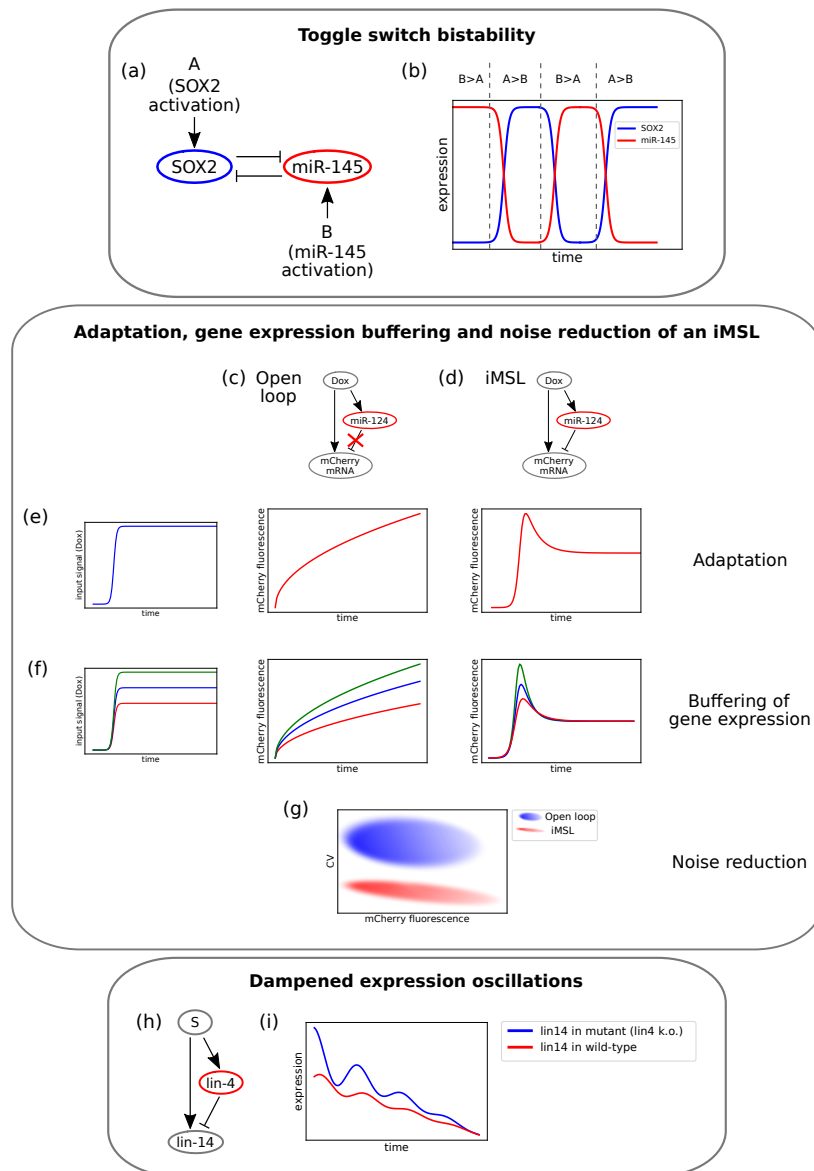 Toggle switch bistability
(a)
A
(SOX2
activation)
SOX2
miR-145
B
(miR-145
activation)
(b)
B>A
A>B
B>A
A>B
expression
SOX2
miR-145
time
Adaptation, gene expression buffering and noise reduction of an iMSL
(c)
Open
loop
Dox
miR-124
mCherry
mRNA
(d)
iMSL
Dox
miR-124
mCherry
mRNA
(e)
input signal (Dox)
time
mCherry fluorescence
time
mCherry fluorescence
time
Adaptation
(f)
input signal (Dox)
time
mCherry fluorescence
time
mCherry fluorescence
time
Buffering of
gene expression
(g)
CV
mCherry fluorescence
Open loop
iMSL
Noise reduction
Dampened expression oscillations
(h)
S
lin-4
lin-14
(i)
expression
time
lin14 in mutant (lin4 k.o.)
lin14 in wild-type